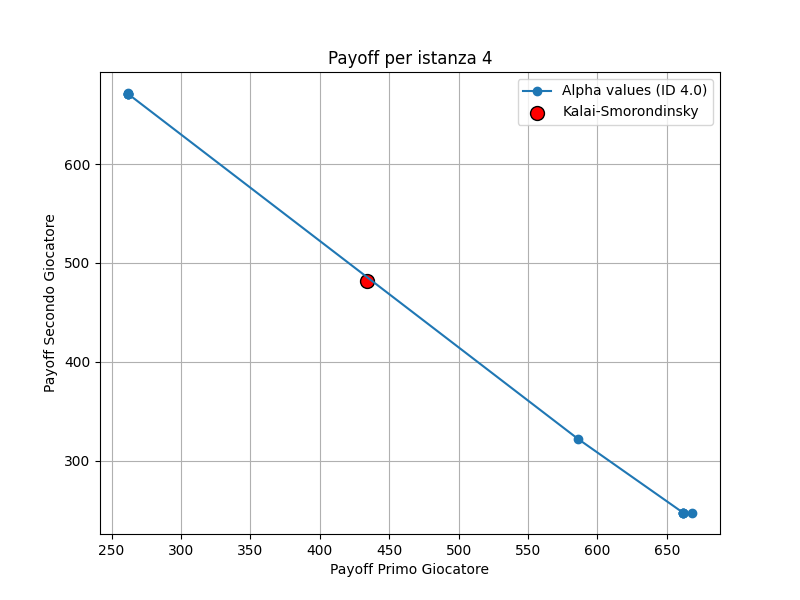 Payoff per istanza 4
Alpha values (ID 4.0)
Kalai-Smorondinsky
Payoff Secondo Giocatore
600
500
400
300
250
300
350
400
450
500
550
600
650
Payoff Primo Giocatore